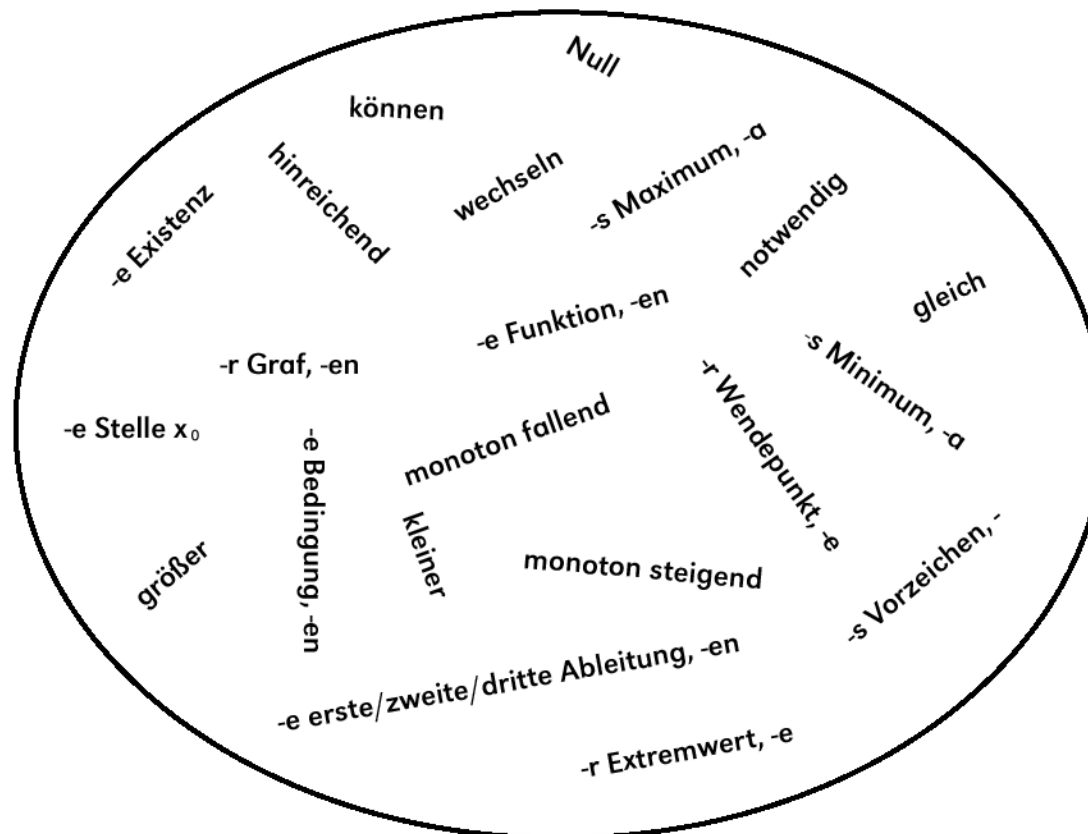 Null
können
hinreichend
wechseln
-s Maximum, -a
-e Existenz
notwendig
gleich
-e Funktion, -en
-r Graf, -en
-s Minimum, -a
-e Stelle x₀
monoton fallend
-r Wendepunkt, -e
-e Bedingung, -en
kleiner
größer
monoton steigend
-s Vorzeichen, -
-e erste/zweite/dritte Ableitung, -en
-r Extremwert, -e